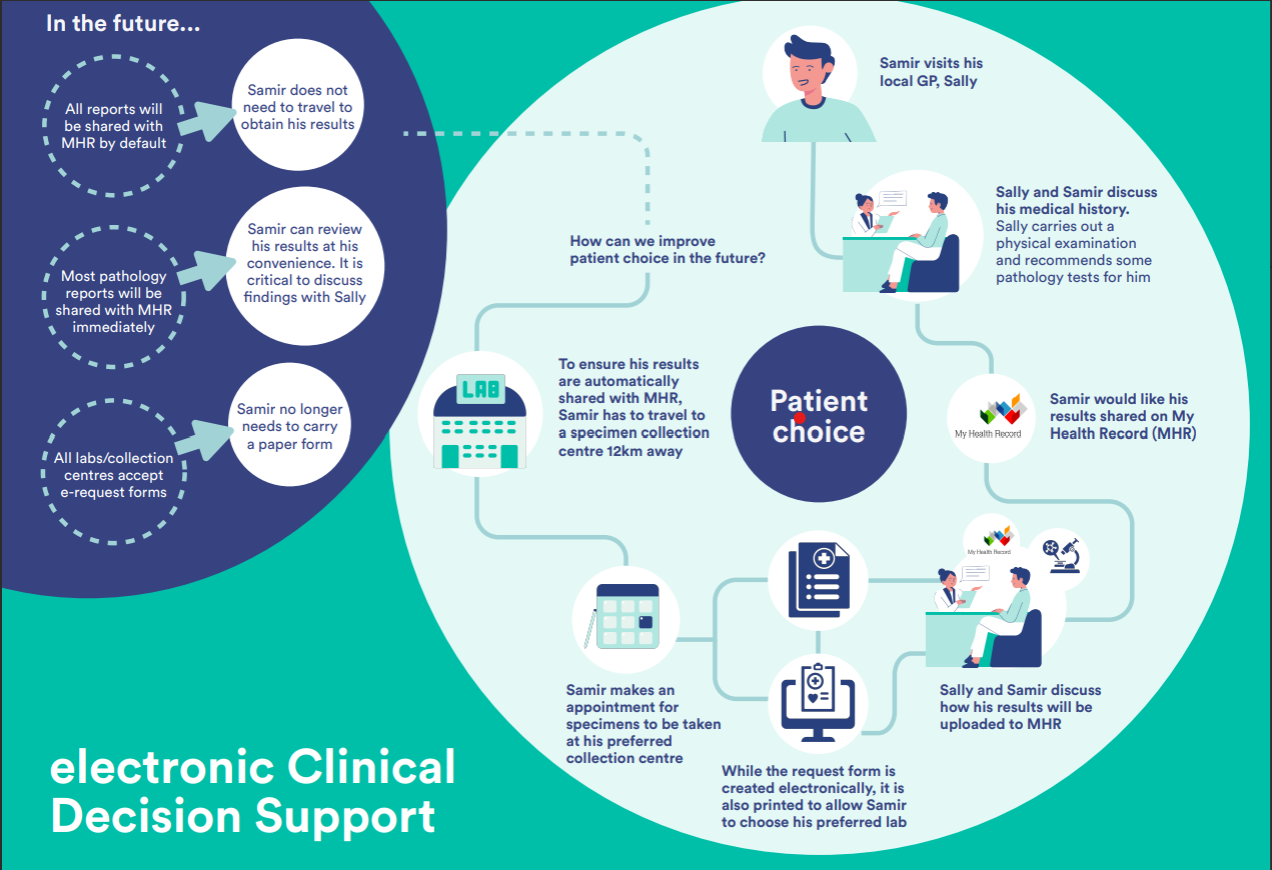 In the future...
All reports will
be shared with
MHR by default
Samir does not
need to travel to
obtain his results
Most pathology
reports will be
shared with MHR
immediately
Samir can review
his results at his
convenience. It is
critical to discuss
findings with Sally
All labs/collection
centres accept
e-request forms
Samir no longer
needs to carry
a paper form
Samir visits his
local GP, Sally
Sally and Samir discuss
his medical history.
Sally carries out a
physical examination
and recommends some
pathology tests for him
My Health Record
Samir would like his
results shared on My
Health Record (MHR)
My Health Record
Sally and Samir discuss
how his results will be
uploaded to MHR
While the request form is
created electronically, it is
also printed to allow Samir
to choose his preferred lab
Samir makes an
appointment for
specimens to be taken
at his preferred
collection centre
LAB
To ensure his results
are automatically
shared with MHR,
Samir has to travel to
a specimen collection
centre 12km away
How can we improve
patient choice in the future?
Patient
choice
electronic Clinical
Decision Support